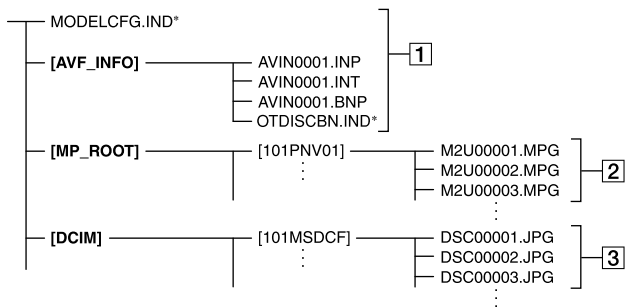 MODELCFG.IND*
1
[AVF_INFO] AVIN0001.INP
AVIN0001.INT
AVIN0001.BNP
OTDISCBN.IND*
[MP_ROOT] [101PNV01] M2U00001.MPG
M2U00002.MPG 2
M2U00003.MPG
[DCIM] [101MSDCF] DSC00001.JPG
DSC00002.JPG 3
DSC00003.JPG